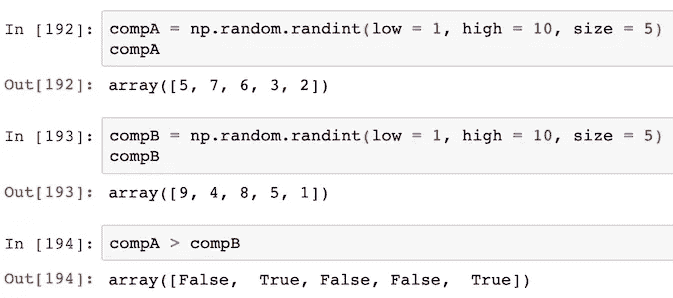 In [192]: compA = np.random.randint(low = 1, high = 10, size = 5)
compA
Out[192]: array([5, 7, 6, 3, 2])
In [193]: compB = np.random.randint(low = 1, high = 10, size = 5)
compB
Out[193]: array([9, 4, 8, 5, 1])
In [194]: compA > compB
Out[194]: array([False,  True, False, False,  True])